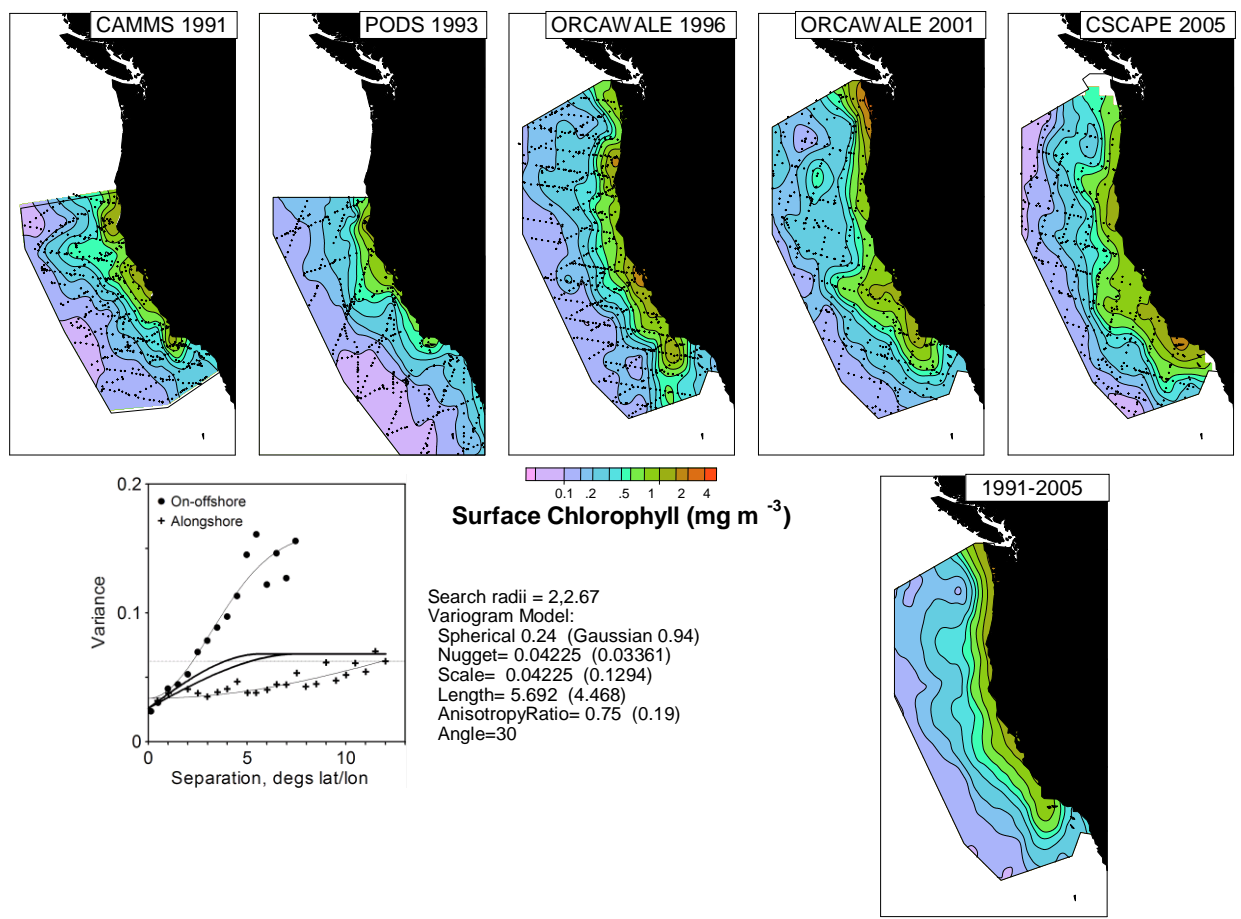 CAMMS 1991
PODS 1993
ORCAWALE 1996
ORCAWALE 2001
CSCAPE 2005
0.1 .2 .5 1 2 4
Surface Chlorophyll (mg m -3)
1991-2005
0.2
0.1
0
Variance
On-offshore
+ Alongshore
0 5 10
Separation, degs lat/lon
Search radii = 2,2.67
Variogram Model:
Spherical 0.24 (Gaussian 0.94)
Nugget= 0.04225 (0.03361)
Scale= 0.04225 (0.1294)
Length= 5.692 (4.468)
AnisotropyRatio= 0.75 (0.19)
Angle=30